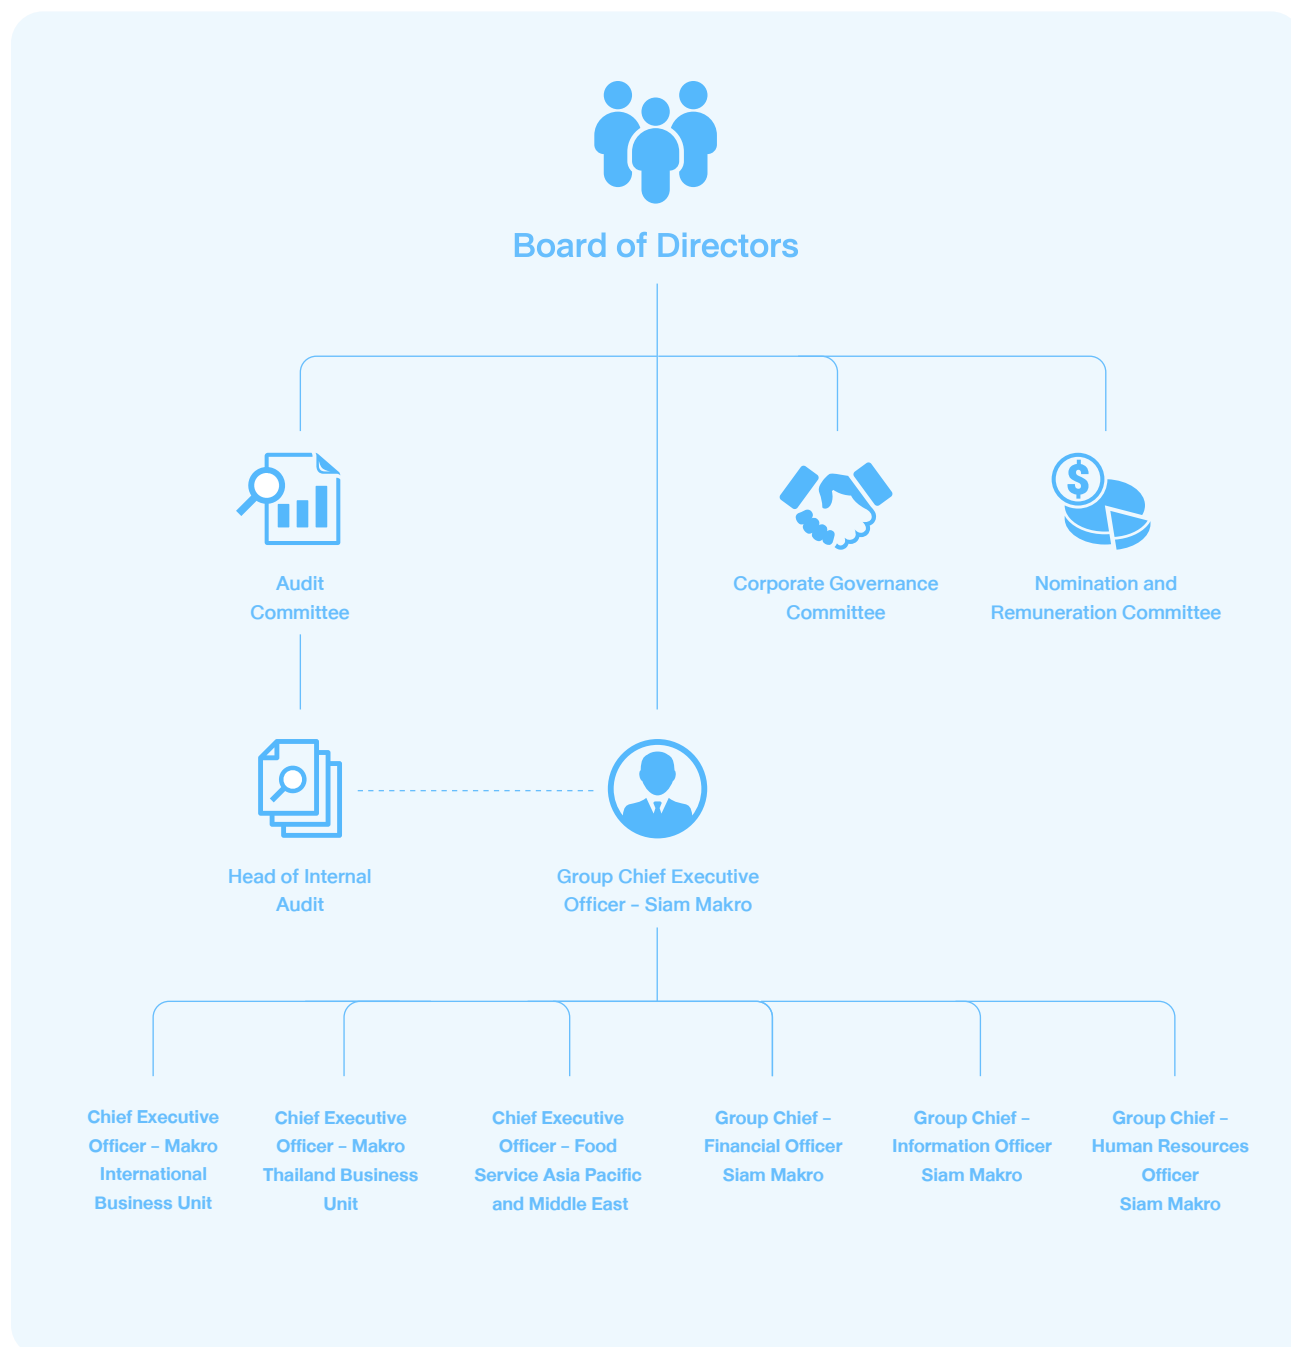 Board of Directors
Audit
Committee
Corporate Governance
Committee
Nomination and
Remuneration Committee
Head of Internal
Audit
Group Chief Executive
Officer – Siam Makro
Chief Executive
Officer – Makro
International
Business Unit
Chief Executive
Officer – Makro
Thailand Business
Unit
Chief Executive
Officer – Food
Service Asia Pacific
and Middle East
Group Chief –
Financial Officer
Siam Makro
Group Chief –
Information Officer
Siam Makro
Group Chief –
Human Resources
Officer
Siam Makro